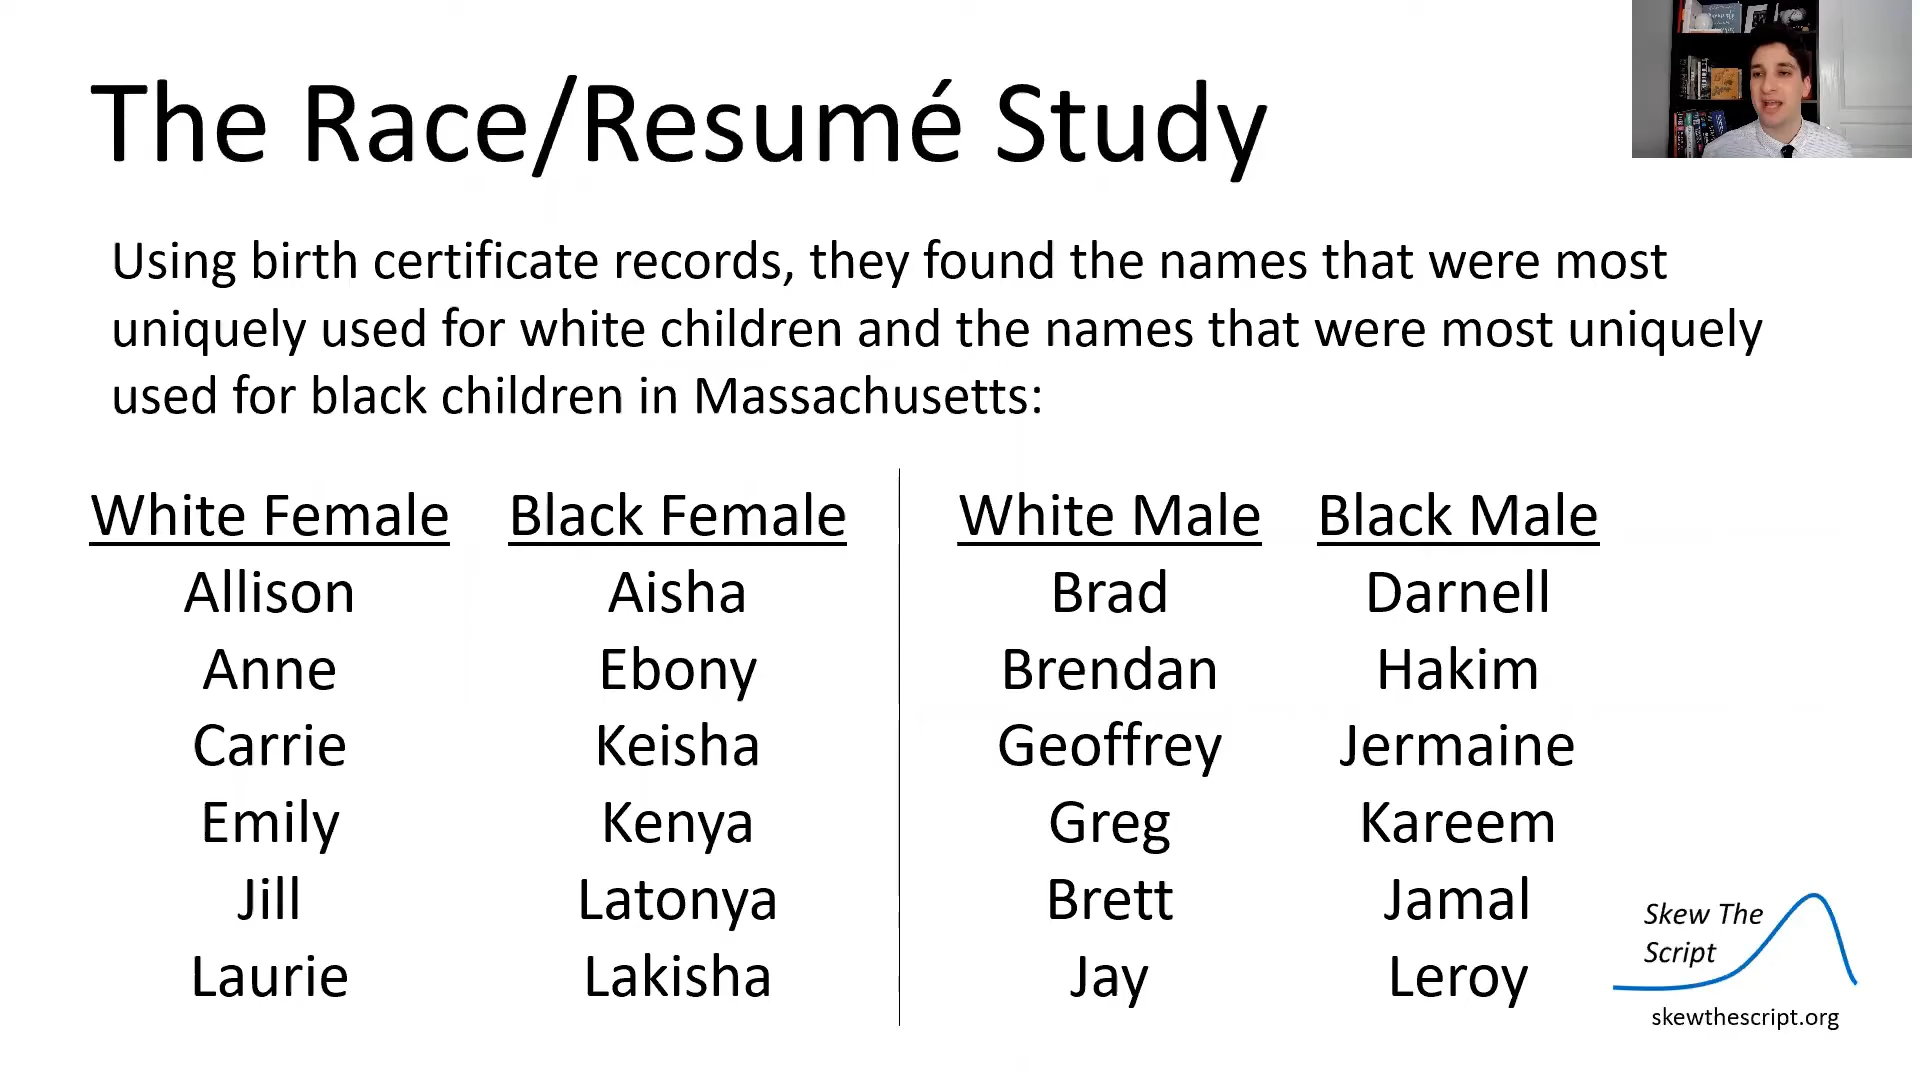 The Race/Resumé Study
Using birth certificate records, they found the names that were most
uniquely used for white children and the names that were most uniquely
used for black children in Massachusetts:
White Female Black Female White Male Black Male
Allison Aisha Brad Darnell
Anne Ebony Brendan Hakim
Carrie Keisha Geoffrey Jermaine
Emily Kenya Greg Kareem
Jill Latonya Brett Jamal
Laurie Lakisha Jay Leroy
Skew The
Script
skewthescript.org